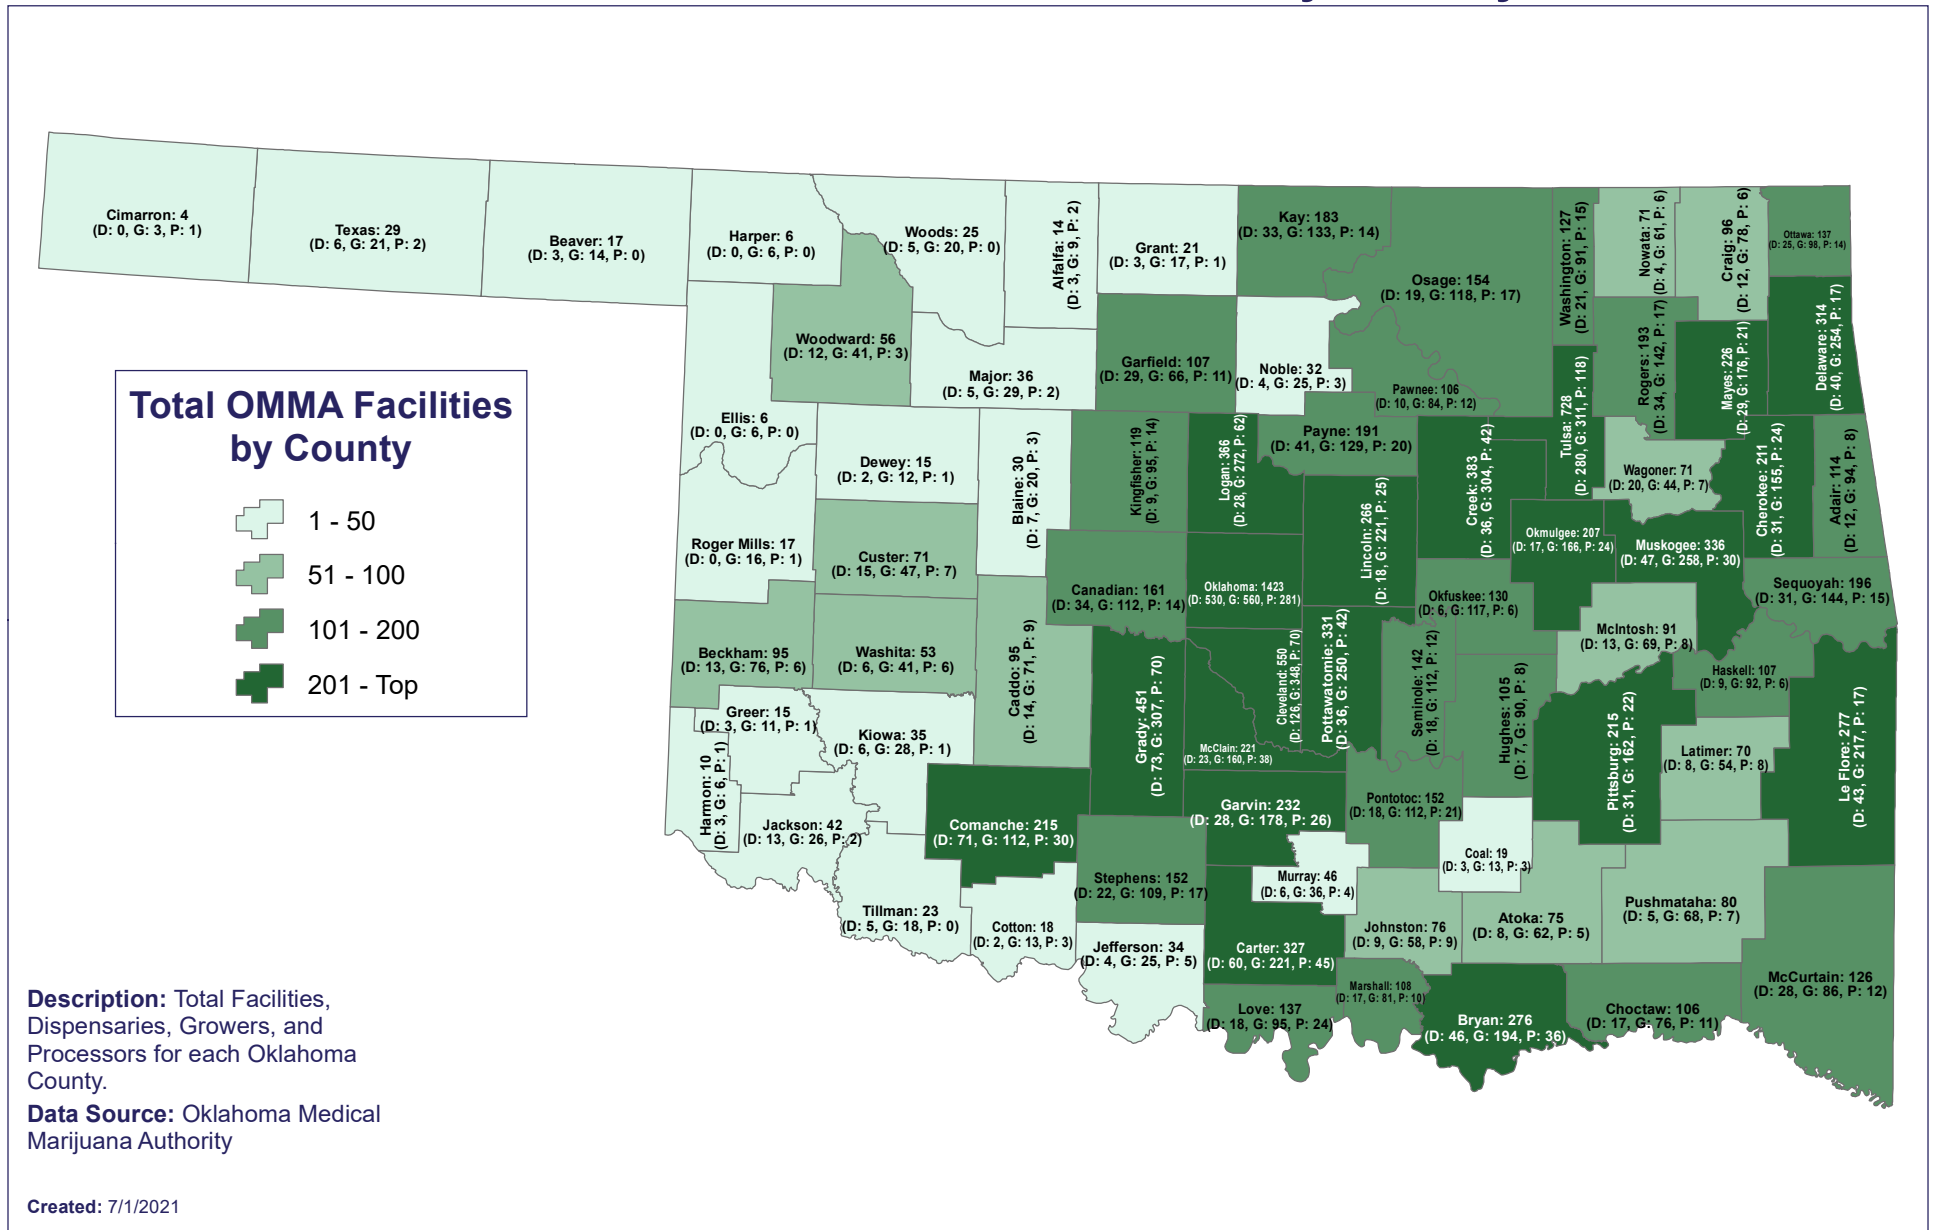 Cimarron: 4
(D: 0, G: 3, P: 1)
Texas: 29
(D: 6, G: 21, P: 2)
Beaver: 17
(D: 3, G: 14, P: 0)
Harper: 6
(D: 0, G: 6, P: 0)
Woods: 25
(D: 5, G: 20, P: 0)
Alfalfa: 14
(D: 3, G: 9, P: 2)
Grant: 21
(D: 3, G: 17, P: 1)
Kay: 183
(D: 33, G: 133, P: 14)
Osage: 154
(D: 19, G: 118, P: 17)
Washington: 127
(D: 21, G: 91, P: 15)
Nowata: 71
(D: 4, G: 61, P: 6)
Craig: 96
(D: 12, G: 78, P: 6)
Ottawa: 137
(D: 25, G: 98, P: 14)
Woodward: 56
(D: 12, G: 41, P: 3)
Major: 36
(D: 5, G: 29, P: 2)
Garfield: 107
(D: 29, G: 66, P: 11)
Noble: 32
(D: 4, G: 25, P: 3)
Pawnee: 106
(D: 10, G: 84, P: 12)
Tulsa: 728
(D: 280, G: 311, P: 118)
Rogers: 193
(D: 34, G: 142, P: 17)
Mayes: 226
(D: 29, G: 176, P: 21)
Delaware: 314
(D: 40, G: 254, P: 17)
Total OMMA Facilities
by County
1 - 50
51 - 100
101 - 200
201 - Top
Ellis: 6
(D: 0, G: 6, P: 0)
Dewey: 15
(D: 2, G: 12, P: 1)
Blaine: 30
(D: 7, G: 20, P: 3)
Kingfisher: 119
(D: 9, G: 95, P: 14)
Logan: 366
(D: 28, G: 272, P: 62)
Payne: 191
(D: 41, G: 129, P: 20)
Lincoln: 266
(D: 18, G: 221, P: 25)
Creek: 383
(D: 36, G: 304, P: 42)
Wagoner: 71
(D: 20, G: 44, P: 7)
Cherokee: 211
(D: 31, G: 155, P: 24)
Adair: 114
(D: 12, G: 94, P: 8)
Roger Mills: 17
(D: 0, G: 16, P: 1)
Custer: 71
(D: 15, G: 47, P: 7)
Canadian: 161
(D: 34, G: 112, P: 14)
Oklahoma: 1423
(D: 530, G: 560, P: 281)
Okmulgee: 207
(D: 17, G: 166, P: 24)
Muskogee: 336
(D: 47, G: 258, P: 30)
Sequoyah: 196
(D: 31, G: 144, P: 15)
Okfuskee: 130
(D: 6, G: 117, P: 6)
McIntosh: 91
(D: 13, G: 69, P: 8)
Haskell: 107
(D: 9, G: 92, P: 6)
Beckham: 95
(D: 13, G: 76, P: 6)
Washita: 53
(D: 6, G: 41, P: 6)
Caddo: 95
(D: 14, G: 71, P: 9)
Grady: 451
(D: 73, G: 307, P: 70)
Cleveland: 550
(D: 126, G: 348, P: 70)
Pottawatomie: 331
(D: 36, G: 250, P: 42)
Seminole: 142
(D: 18, G: 112, P: 12)
Hughes: 105
(D: 7, G: 90, P: 8)
Pittsburg: 215
(D: 31, G: 162, P: 22)
Latimer: 70
(D: 8, G: 54, P: 8)
Le Flore: 277
(D: 43, G: 217, P: 17)
Greer: 15
(D: 3, G: 11, P: 1)
Kiowa: 35
(D: 6, G: 28, P: 1)
McClain: 221
(D: 23, G: 160, P: 38)
Harmon: 10
(D: 3, G: 6, P: 1)
Jackson: 42
(D: 13, G: 26, P: 2)
Comanche: 215
(D: 71, G: 112, P: 30)
Garvin: 232
(D: 28, G: 178, P: 26)
Pontotoc: 152
(D: 18, G: 112, P: 21)
Coal: 19
(D: 3, G: 13, P: 3)
Stephens: 152
(D: 22, G: 109, P: 17)
Murray: 46
(D: 6, G: 36, P: 4)
Tillman: 23
(D: 5, G: 18, P: 0)
Cotton: 18
(D: 2, G: 13, P: 3)
Jefferson: 34
(D: 4, G: 25, P: 5)
Carter: 327
(D: 60, G: 221, P: 45)
Johnston: 76
(D: 9, G: 58, P: 9)
Atoka: 75
(D: 8, G: 62, P: 5)
Pushmataha: 80
(D: 5, G: 68, P: 7)
McCurtain: 126
(D: 28, G: 86, P: 12)
Love: 137
(D: 18, G: 95, P: 24)
Marshall: 108
(D: 17, G: 81, P: 10)
Bryan: 276
(D: 46, G: 194, P: 36)
Choctaw: 106
(D: 17, G: 76, P: 11)
Description: Total Facilities,
Dispensaries, Growers, and
Processors for each Oklahoma
County.
Data Source: Oklahoma Medical
Marijuana Authority
Created: 7/1/2021